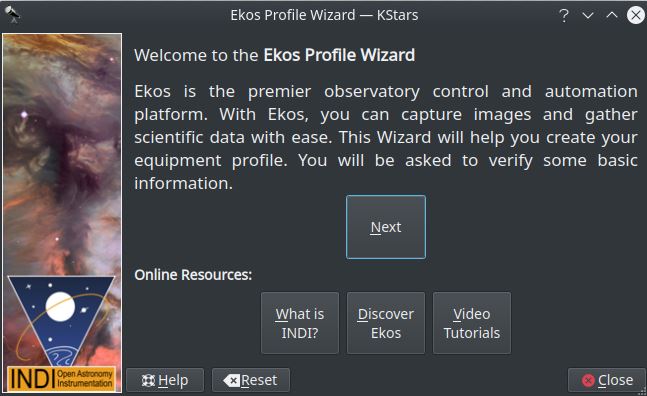 Ekos Profile Wizard — KStars
?
Welcome to the Ekos Profile Wizard
Ekos is the premier observatory control and automation
platform. With Ekos, you can capture images and gather
scientific data with ease. This Wizard will help you create your
equipment profile. You will be asked to verify some basic
information.
Next
Online Resources:
What is
INDI?
Discover
Ekos
Video
Tutorials
INDI Open Astronomy
Instrumentation
Help
Reset
Close